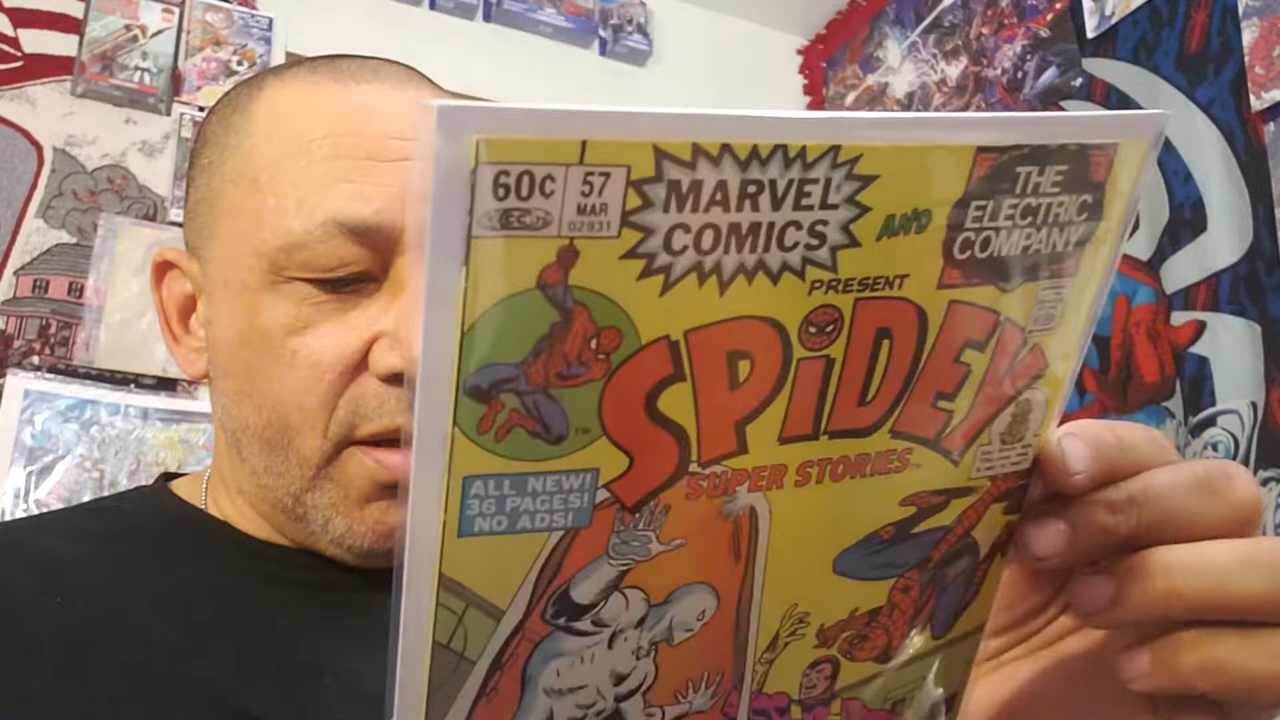 60¢
57
MAR
02931
MARVEL
COMICS
AND
THE
ELECTRIC
COMPANY
PRESENT
SPiDEY
SUPER STORIES
TM
ALL NEW!
36 PAGES!
NO ADS!